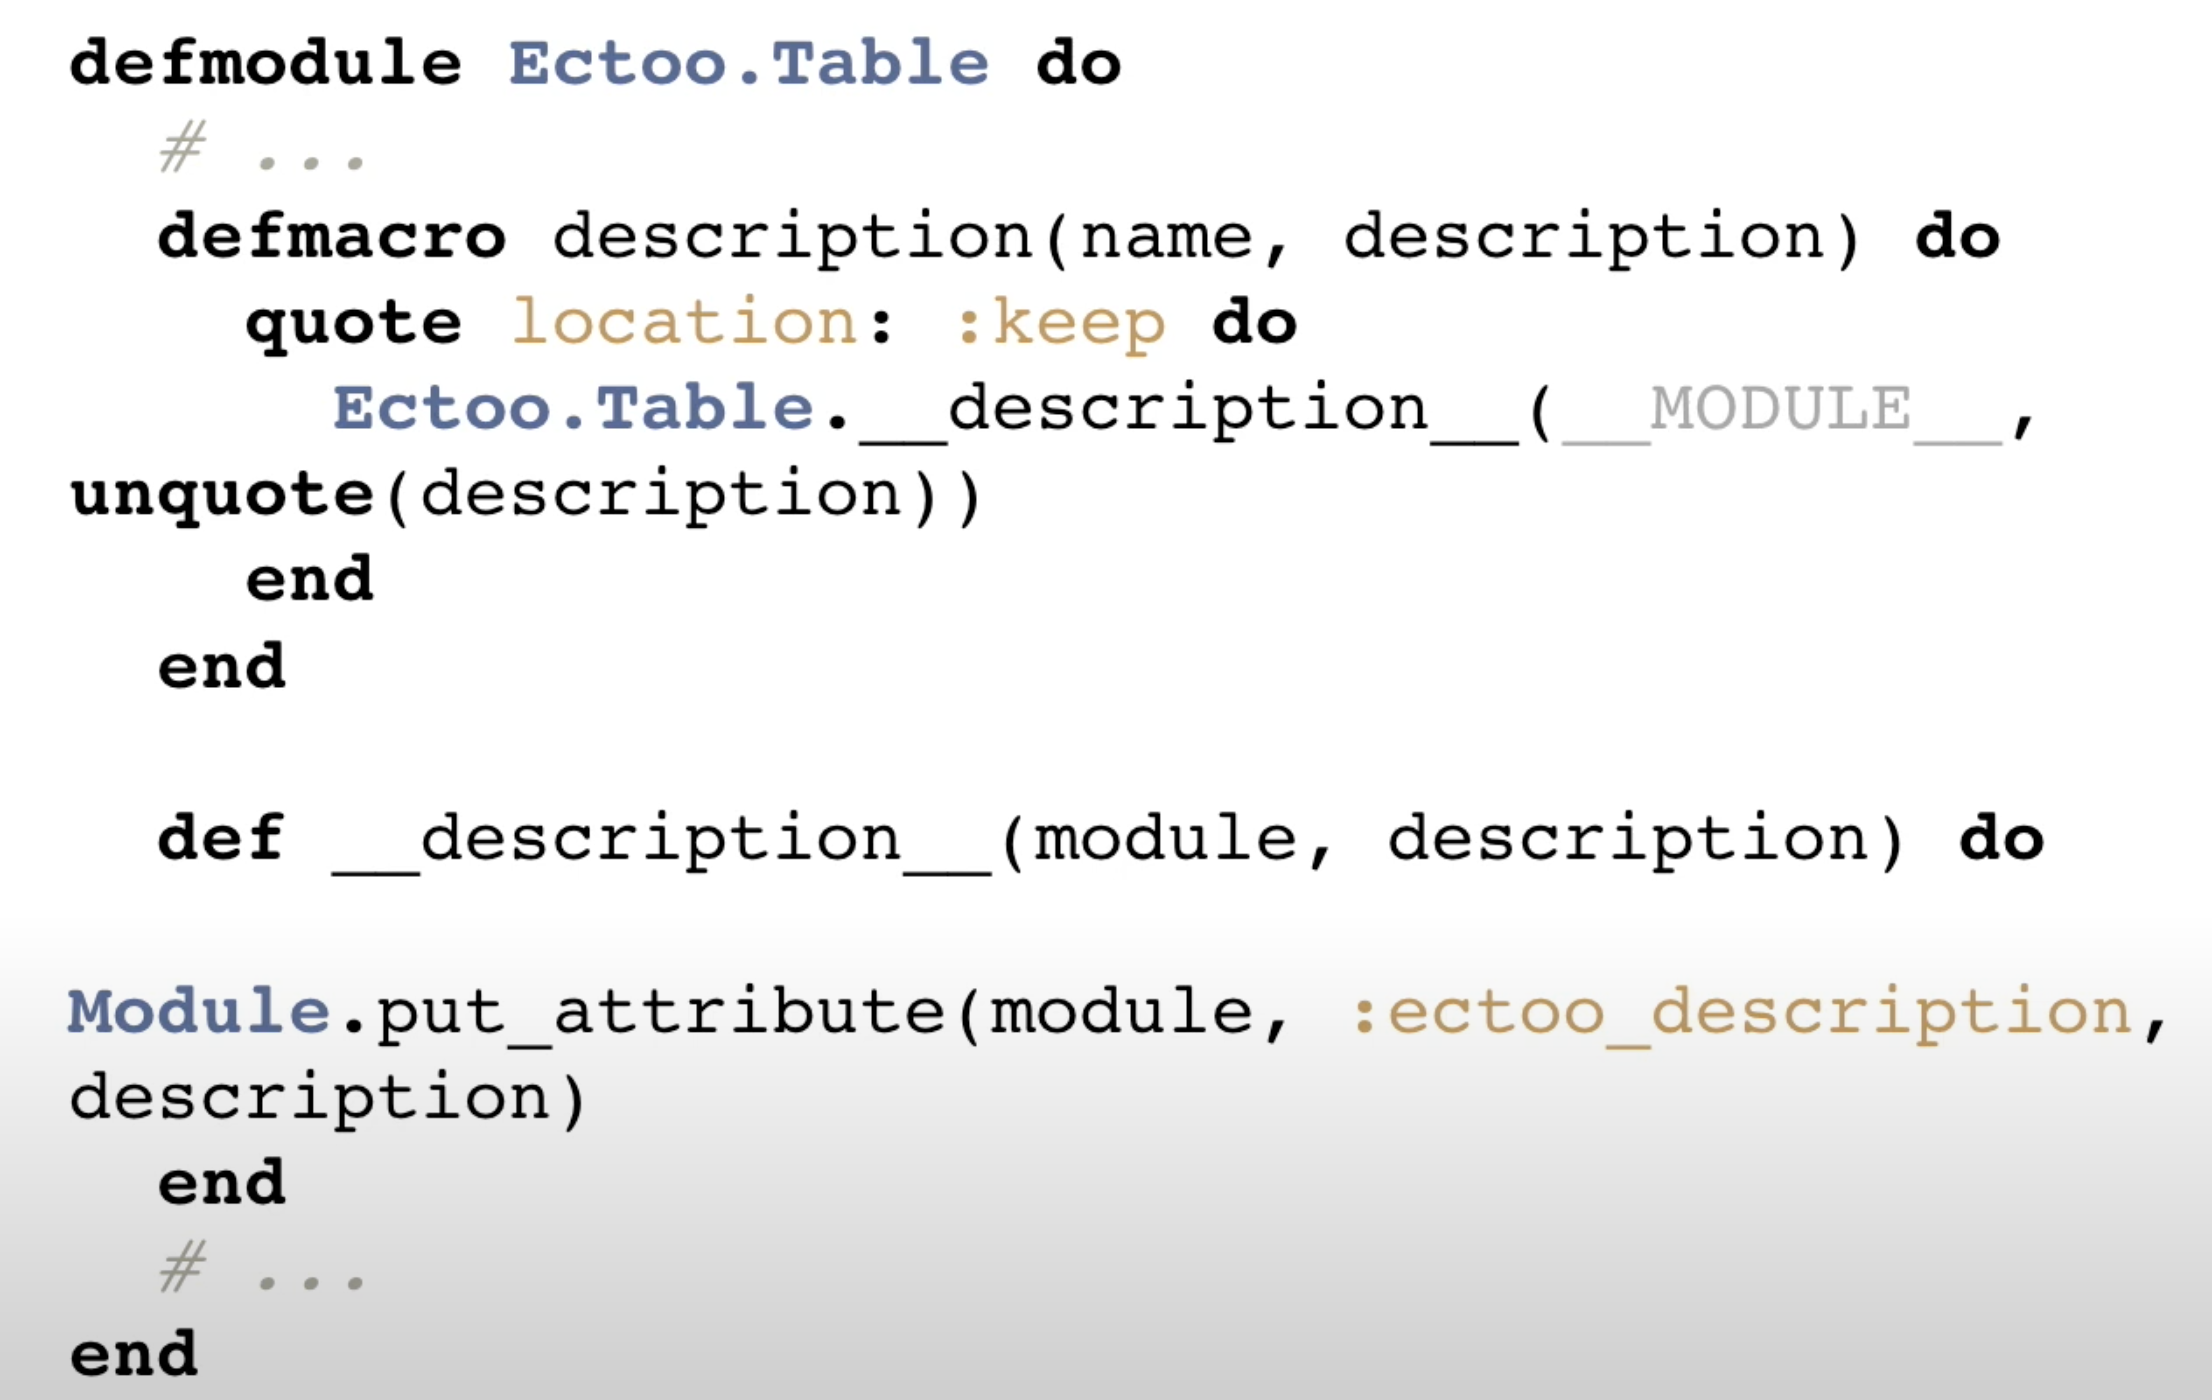 defmodule Ectoo.Table do
  # ...
  defmacro description(name, description) do
    quote location: :keep do
      Ectoo.Table.__description__(__MODULE__,
unquote(description))
    end
  end

  def __description__(module, description) do

Module.put_attribute(module, :ectoo_description,
description)
  end
  # ...
end